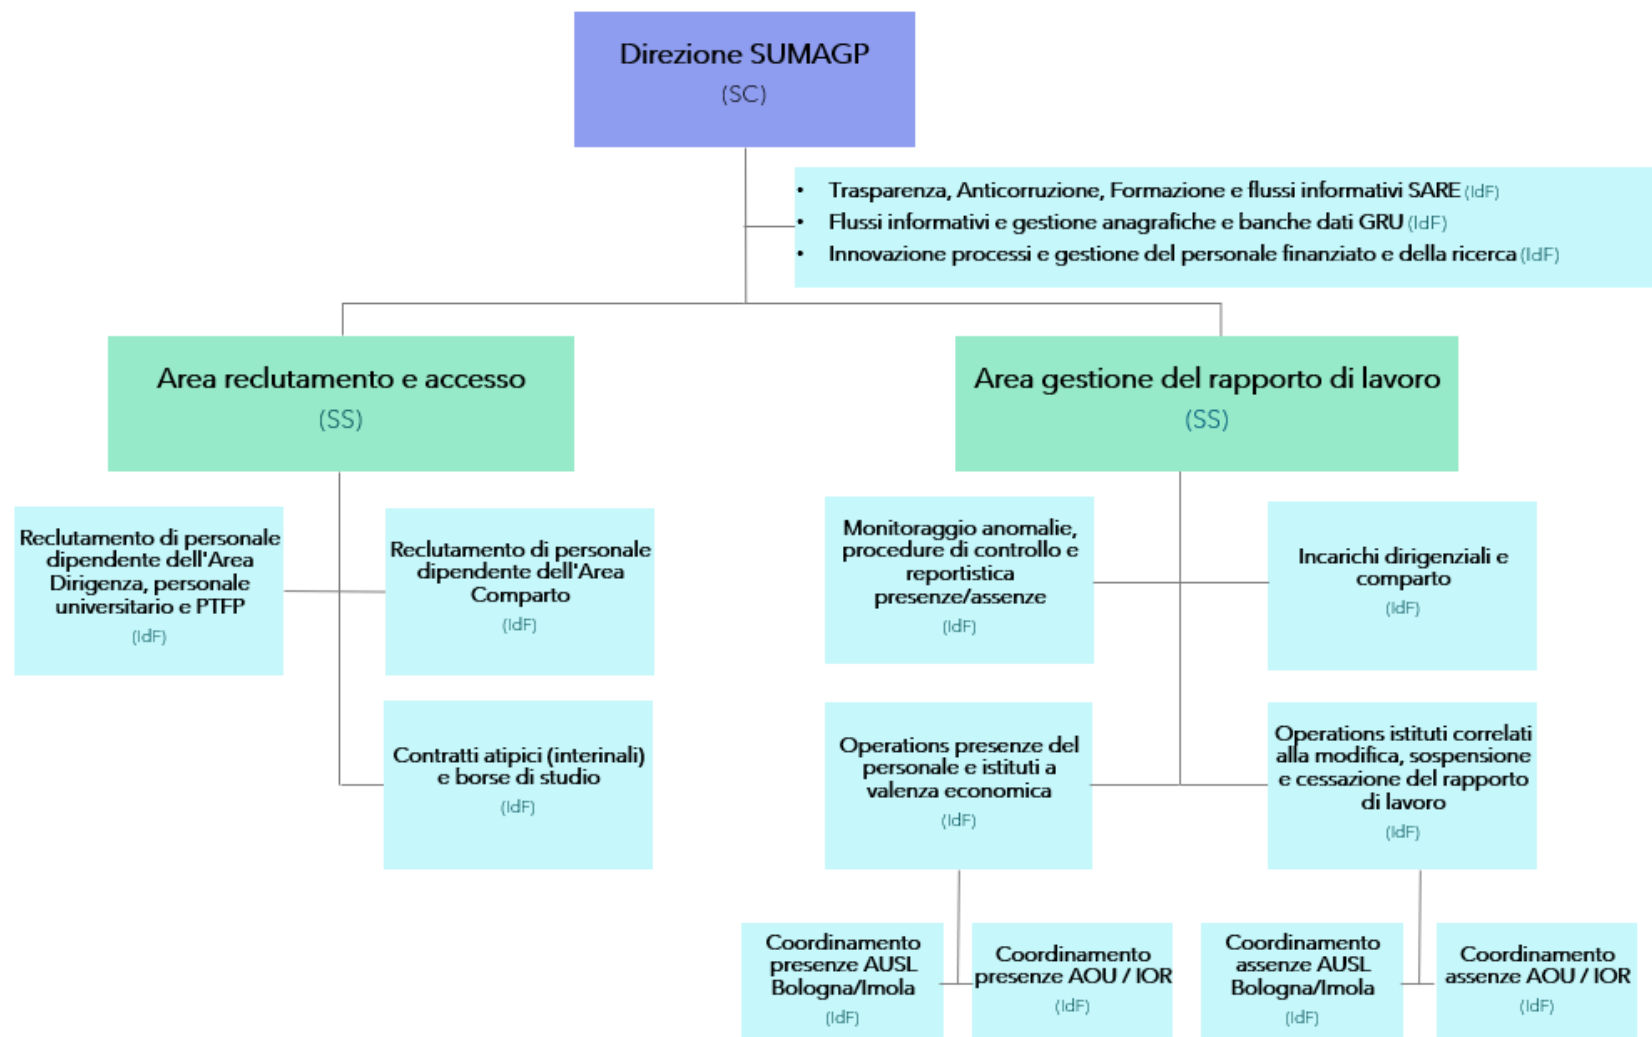 Direzione SUMAGP
(SC)
• Trasparenza, Anticorruzione, Formazione e flussi informativi SARE (IdF)
• Flussi informativi e gestione anagrafiche e banche dati GRU (IdF)
• Innovazione processi e gestione del personale finanziato e della ricerca (IdF)
Area reclutamento e accesso
(SS)
Area gestione del rapporto di lavoro
(SS)
Reclutamento di personale
dipendente dell'Area
Dirigenza, personale
universitario e PTFP
(IdF)
Reclutamento di personale
dipendente dell'Area
Comparto
(IdF)
Contratti atipici (interinali)
e borse di studio
(IdF)
Monitoraggio anomalie,
procedure di controllo e
reportistica
presenze/assenze
(IdF)
Incarichi dirigenziali e
comparto
(IdF)
Operations presenze del
personale e istituti a
valenza economica
(IdF)
Operations istituti correlati
alla modifica, sospensione
e cessazione del rapporto
di lavoro
(IdF)
Coordinamento
presenze AUSL
Bologna/Imola
(IdF)
Coordinamento
presenze AOU / IOR
(IdF)
Coordinamento
assenze AUSL
Bologna/Imola
(IdF)
Coordinamento
assenze AOU / IOR
(IdF)